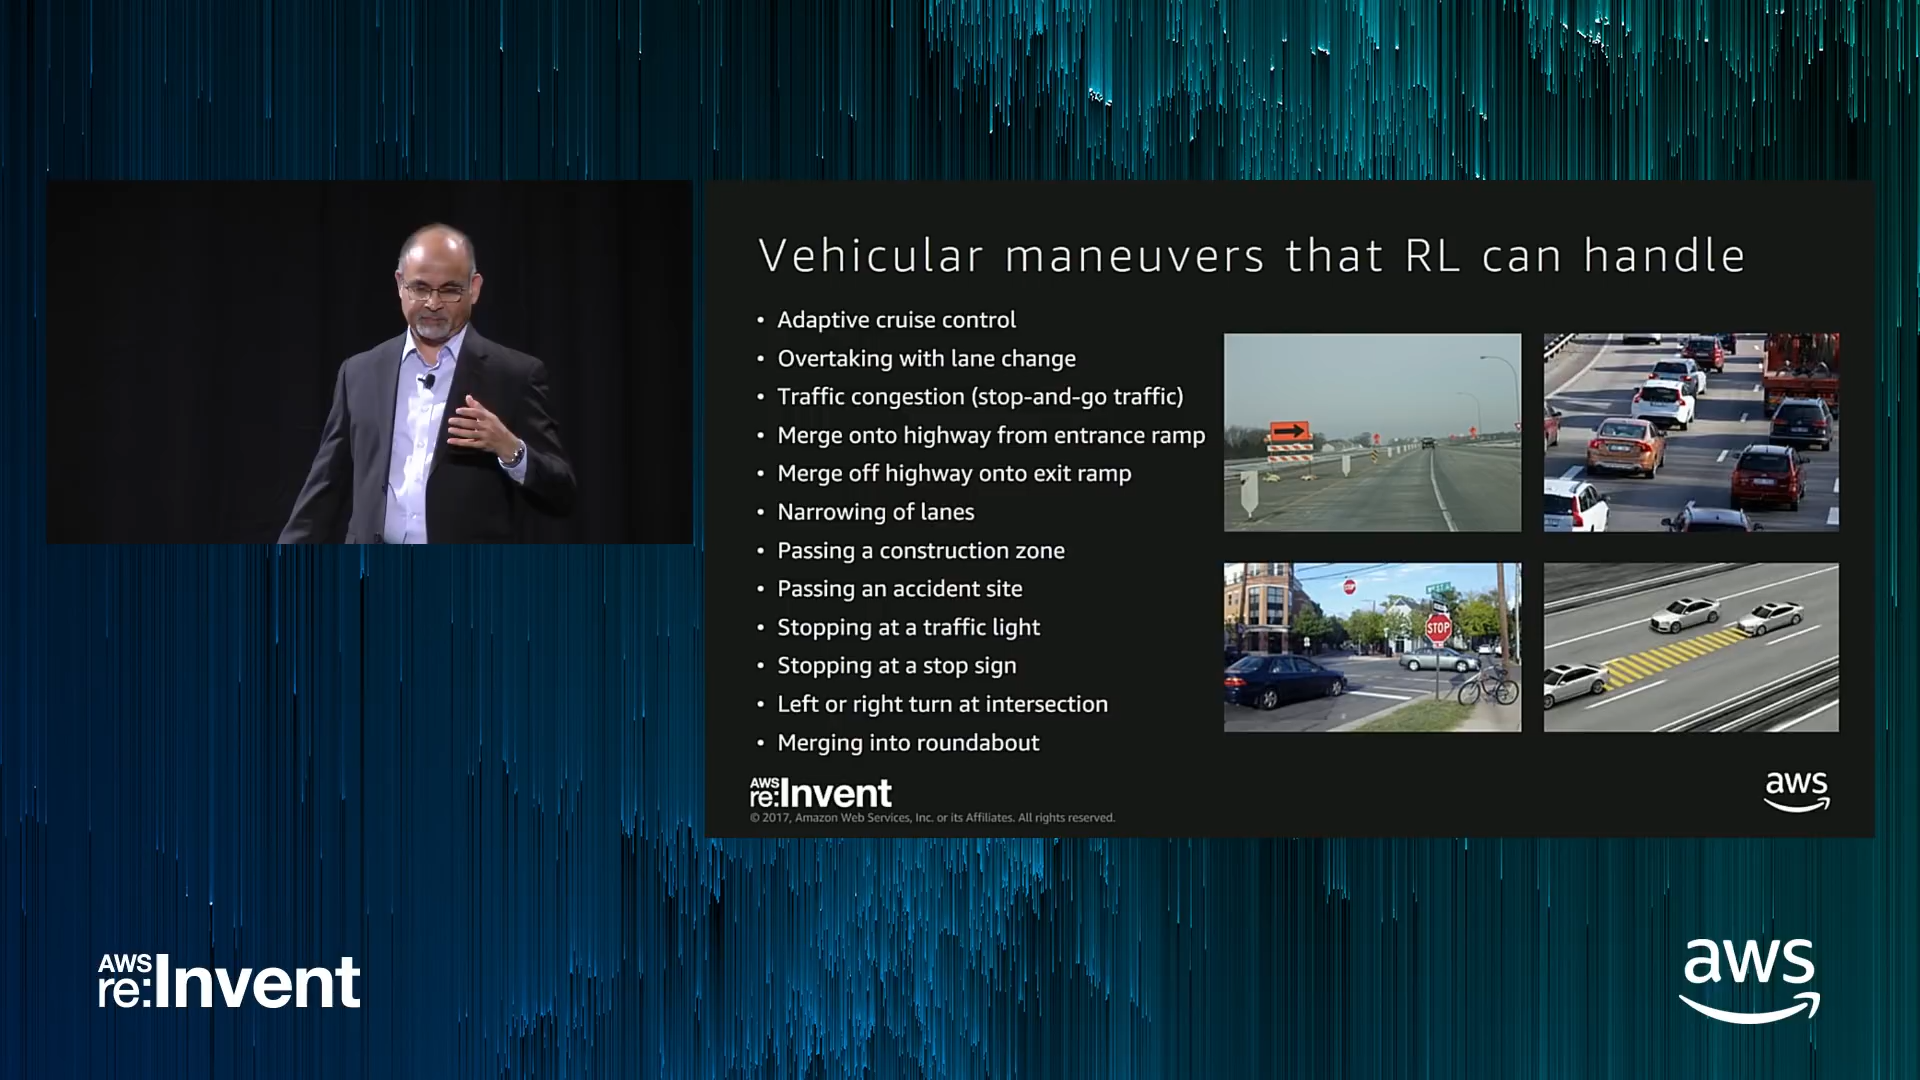 Vehicular maneuvers that RL can handle
• Adaptive cruise control
• Overtaking with lane change
• Traffic congestion (stop-and-go traffic)
• Merge onto highway from entrance ramp
• Merge off highway onto exit ramp
• Narrowing of lanes
• Passing a construction zone
• Passing an accident site
• Stopping at a traffic light
• Stopping at a stop sign
• Left or right turn at intersection
• Merging into roundabout
STOP
STOP
AWS
re:Invent
© 2017, Amazon Web Services, Inc. or its Affiliates. All rights reserved.
aws
AWS
re:Invent
aws